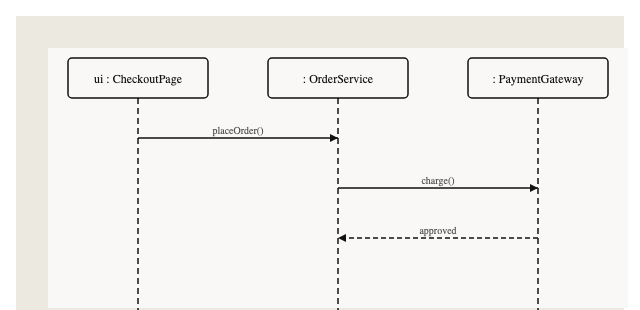 ui : CheckoutPage
: OrderService
: PaymentGateway
placeOrder()
charge()
approved